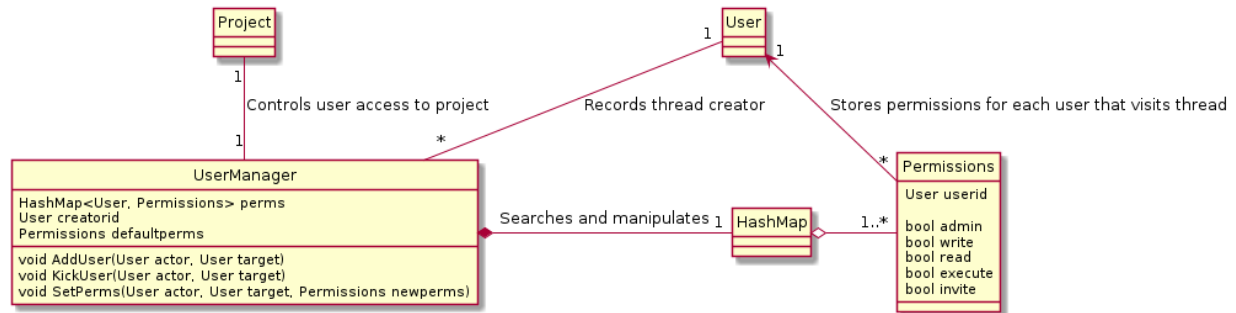 Project
User
1
1
1
Controls user access to project
Records thread creator
Stores permissions for each user that visits thread
1
*
*
UserManager
HashMap<User, Permissions> perms
User creatorid
Permissions defaultperms
void AddUser(User actor, User target)
void KickUser(User actor, User target)
void SetPerms(User actor, User target, Permissions newperms)
Searches and manipulates
1
HashMap
1..*
Permissions
User userid
bool admin
bool write
bool read
bool execute
bool invite